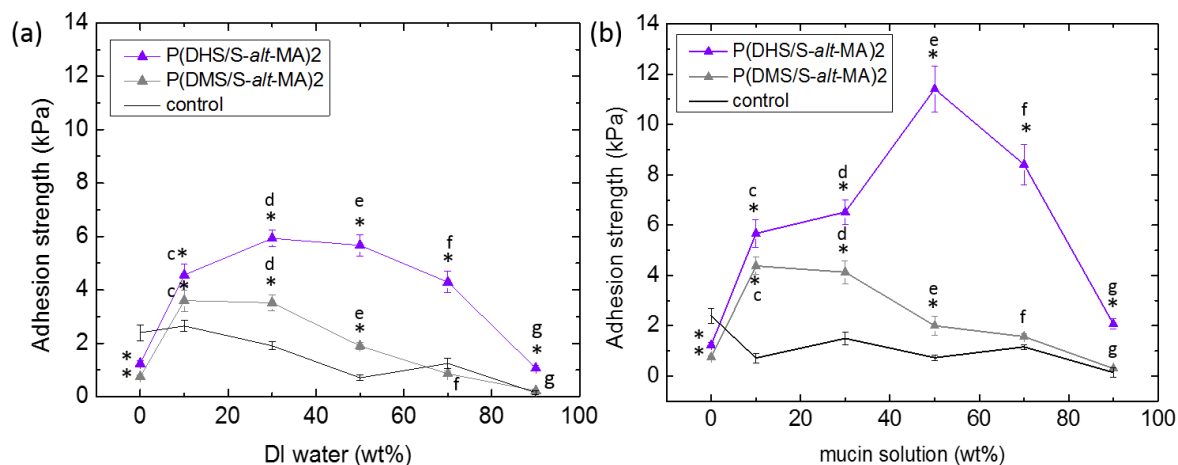 (a)
14
12
10
8
6
4
2
0
Adhesion strength (kPa)
P(DHS/S-alt-MA)2
P(DMS/S-alt-MA)2
control
d
*
e
*
c*
f
*
d
*
c*
e
*
g
*
*
*
f
g
0 20 40 60 80 100
DI water (wt%)
(b)
14
12
10
8
6
4
2
0
Adhesion strength (kPa)
P(DHS/S-alt-MA)2
P(DMS/S-alt-MA)2
control
e
*
f
*
c
*
d
*
d
*
*
c
e
*
f
g
*
*
*
g
0 20 40 60 80 100
mucin solution (wt%)